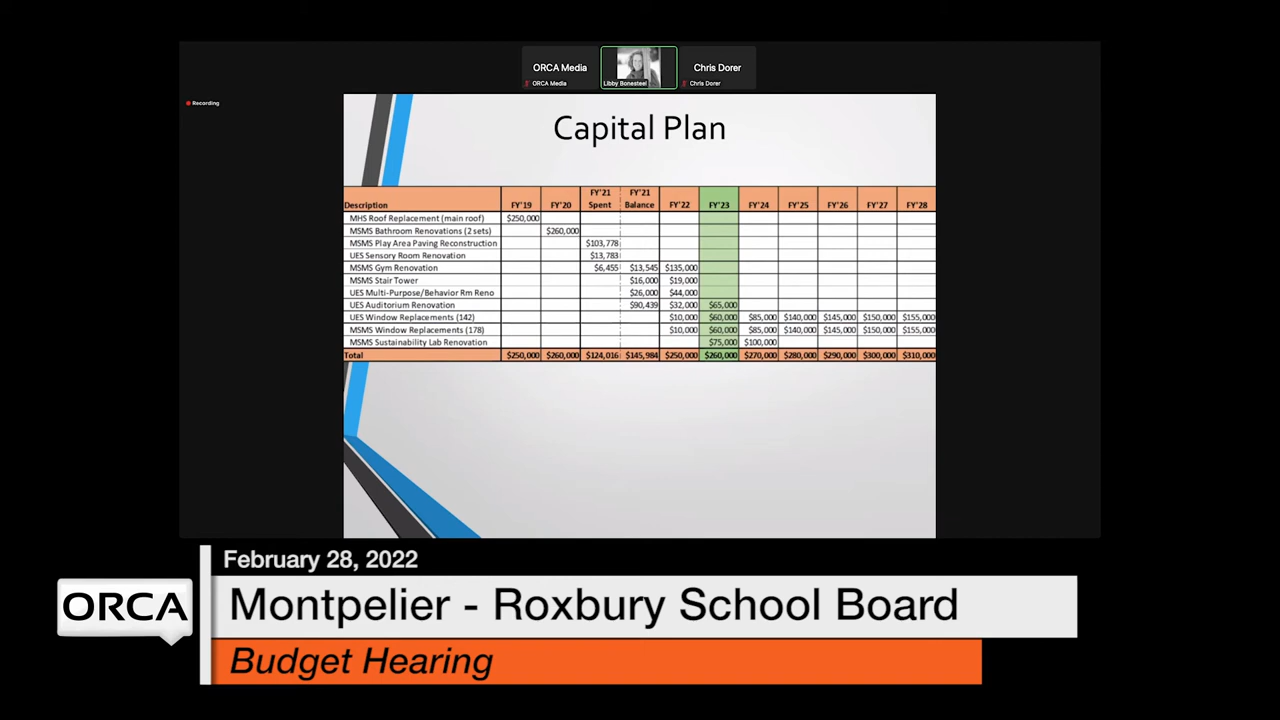 ORCA Media
ORCA Media
Libby Bonesteel
Chris Dorer
Chris Dorer
Recording
Capital Plan
Description FY'19 FY'20 FY'21 Spent FY'21 Balance FY'22 FY'23 FY'24 FY'25 FY'26 FY'27 FY'28
MHS Roof Replacement (main roof) $250,000
MSMS Bathroom Renovations (2 sets) $260,000
MSMS Play Area Paving Reconstruction $103,778
UES Sensory Room Renovation $13,783
MSMS Gym Renovation $6,455 $13,545 $135,000
MSMS Stair Tower $16,000 $19,000
UES Multi-Purpose/Behavior Rm Reno $26,000 $44,000
UES Auditorium Renovation $90,439 $32,000 $65,000
UES Window Replacements (142) $10,000 $60,000 $85,000 $140,000 $145,000 $150,000 $155,000
MSMS Window Replacements (178) $10,000 $60,000 $85,000 $140,000 $145,000 $150,000 $155,000
MSMS Sustainability Lab Renovation $75,000 $100,000
Total $250,000 $260,000 $124,016 $145,984 $250,000 $260,000 $270,000 $280,000 $290,000 $300,000 $310,000
February 28, 2022
ORCA
Montpelier - Roxbury School Board
Budget Hearing